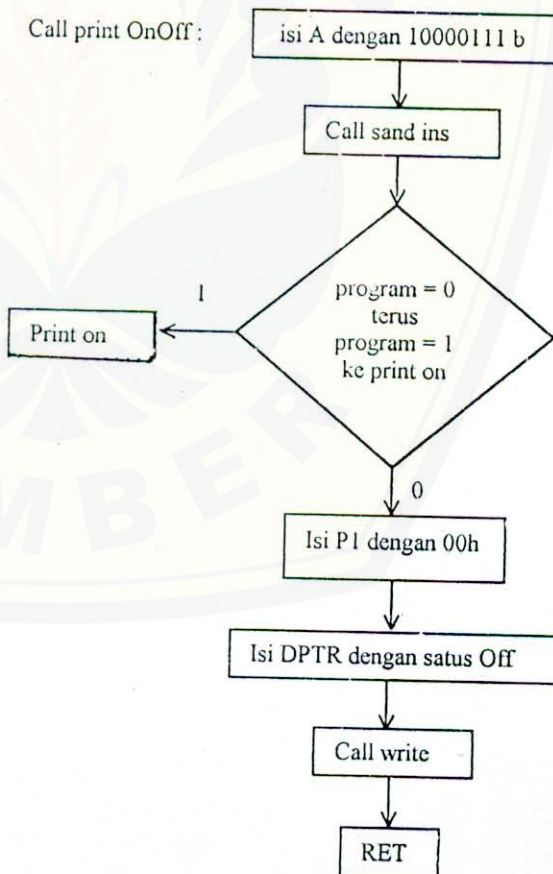 Call print OnOff :
isi A dengan 10000111 b
Call sand ins
program = 0
terus
program = 1
ke print on
1
Print on
0
Isi P1 dengan 00h
Isi DPTR dengan satus Off
Call write
RET
MBER